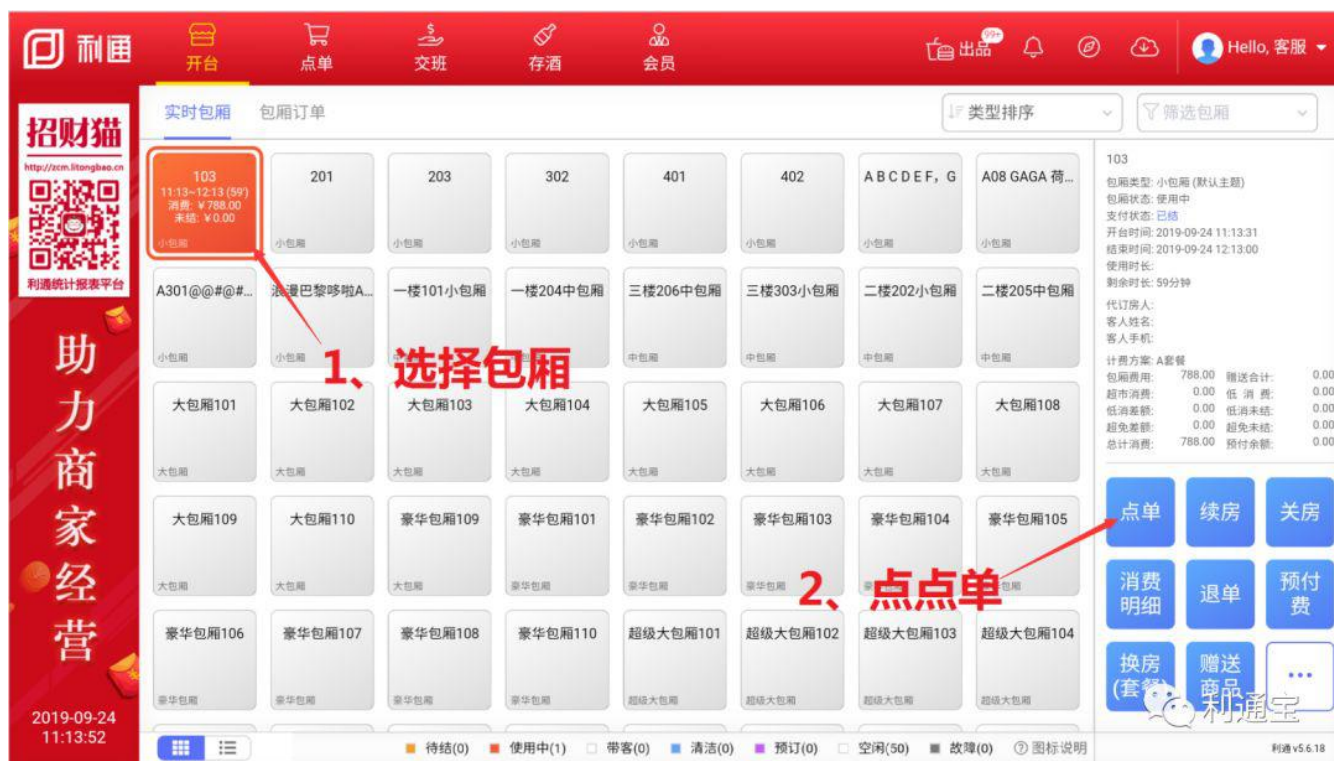 利通
开台
点单
交班
存酒
会员
出品
99+
Hello, 客服
招财猫
http://zcm.litongbao.cn
利通统计报表平台
助力商家经营
2019-09-24
11:13:52
实时包厢
包厢订单
类型排序
筛选包厢
103
11:13~12:13 (59')
消费: ￥788.00
未结: ￥0.00
小包厢
201
小包厢
203
小包厢
302
小包厢
401
小包厢
402
小包厢
A B C D E F，G
小包厢
A08 GAGA 荷...
小包厢
A301@@#@#...
小包厢
浪漫巴黎哆啦A...
小包厢
一楼101小包厢
一楼204中包厢
三楼206中包厢
中包厢
三楼303小包厢
中包厢
二楼202小包厢
中包厢
二楼205中包厢
中包厢
1、选择包厢
大包厢101
大包厢
大包厢102
大包厢
大包厢103
大包厢
大包厢104
大包厢
大包厢105
大包厢
大包厢106
大包厢
大包厢107
大包厢
大包厢108
大包厢
大包厢109
大包厢
大包厢110
大包厢
豪华包厢109
大包厢
豪华包厢101
豪华包厢
豪华包厢102
豪华包厢
豪华包厢103
豪华包厢
豪华包厢104
豪华包厢105
2、点点单
豪华包厢106
豪华包厢
豪华包厢107
豪华包厢
豪华包厢108
豪华包厢
豪华包厢110
豪华包厢
超级大包厢101
超级大包厢
超级大包厢102
超级大包厢
超级大包厢103
超级大包厢
超级大包厢104
超级大包厢
待结(0)
使用中(1)
带客(0)
清洁(0)
预订(0)
空闲(50)
故障(0)
图标说明
103
包厢类型: 小包厢 (默认主题)
包厢状态: 使用中
支付状态: 已结
开台时间: 2019-09-24 11:13:31
结束时间: 2019-09-24 12:13:00
使用时长:
剩余时长: 59分钟
代订房人:
客人姓名:
客人手机:
计费方案: A套餐
包厢费用: 788.00 赠送合计: 0.00
超市消费: 0.00 低 消 费: 0.00
低消差额: 0.00 低消未结: 0.00
超免差额: 0.00 超免未结: 0.00
总计消费: 788.00 预付余额: 0.00
点单
续房
关房
消费
明细
退单
预付
费
换房
(套餐)
赠送
商品
...
利通宝
利通 v5.6.18